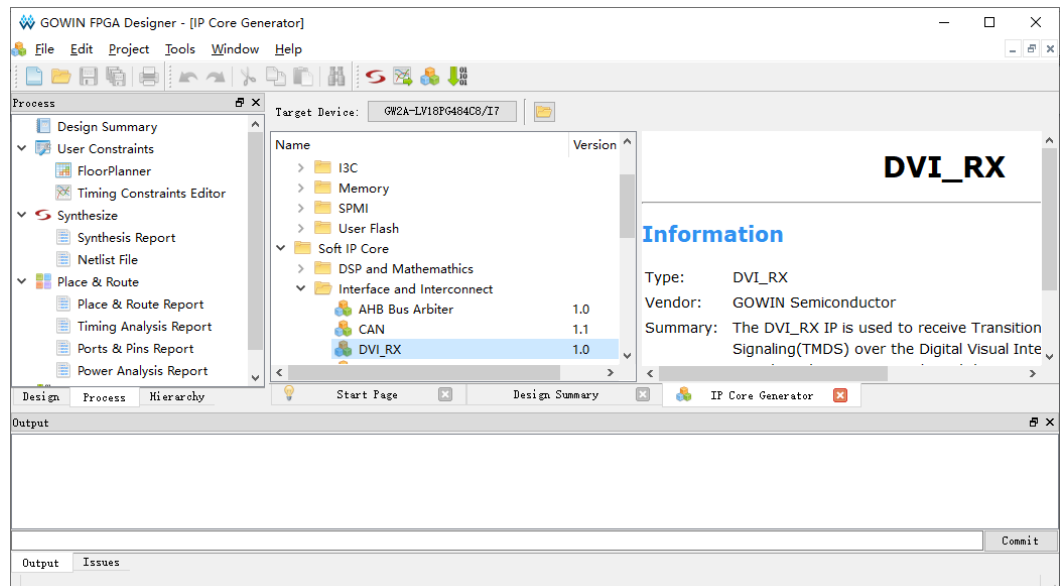 GOWIN FPGA Designer - [IP Core Generator]
File Edit Project Tools Window Help
Process
Design Summary
User Constraints
FloorPlanner
Timing Constraints Editor
Synthesize
Synthesis Report
Netlist File
Place & Route
Place & Route Report
Timing Analysis Report
Ports & Pins Report
Power Analysis Report
Design Process Hierarchy
Target Device: GW2A-LV18PG484C8/I7
Name Version
I3C
Memory
SPMI
User Flash
Soft IP Core
DSP and Mathemathics
Interface and Interconnect
AHB Bus Arbiter 1.0
CAN 1.1
DVI_RX 1.0
DVI_RX
Information
Type: DVI_RX
Vendor: GOWIN Semiconductor
Summary: The DVI_RX IP is used to receive Transition
Signaling(TMDS) over the Digital Visual Inte
Start Page Design Summary IP Core Generator
Output
Commit
Output Issues